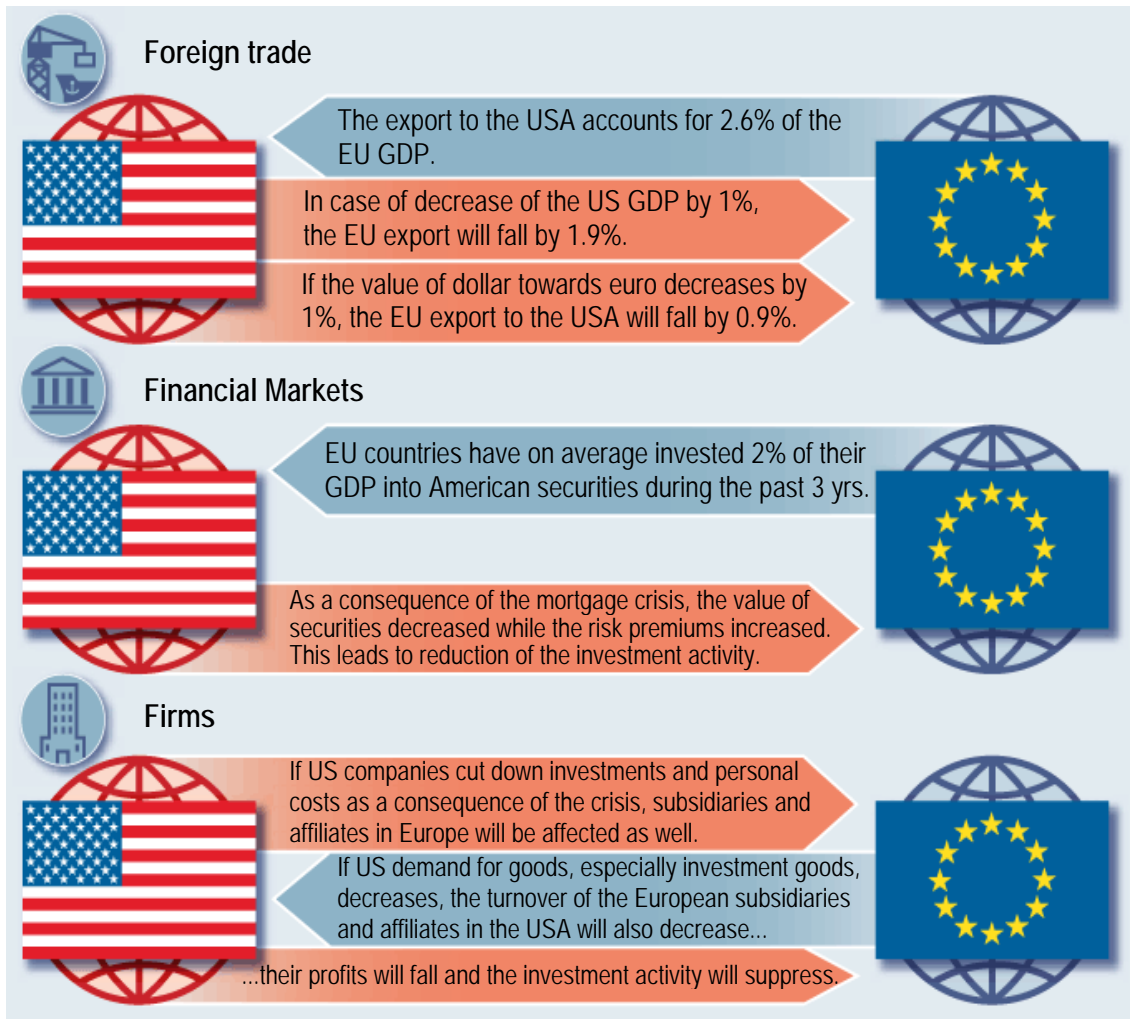 Foreign trade
The export to the USA accounts for 2.6% of the
EU GDP.
In case of decrease of the US GDP by 1%,
the EU export will fall by 1.9%.
If the value of dollar towards euro decreases by
1%, the EU export to the USA will fall by 0.9%.
Financial Markets
EU countries have on average invested 2% of their
GDP into American securities during the past 3 yrs.
As a consequence of the mortgage crisis, the value of
securities decreased while the risk premiums increased.
This leads to reduction of the investment activity.
Firms
If US companies cut down investments and personal
costs as a consequence of the crisis, subsidiaries and
affiliates in Europe will be affected as well.
If US demand for goods, especially investment goods,
decreases, the turnover of the European subsidiaries
and affiliates in the USA will also decrease...
...their profits will fall and the investment activity will suppress.